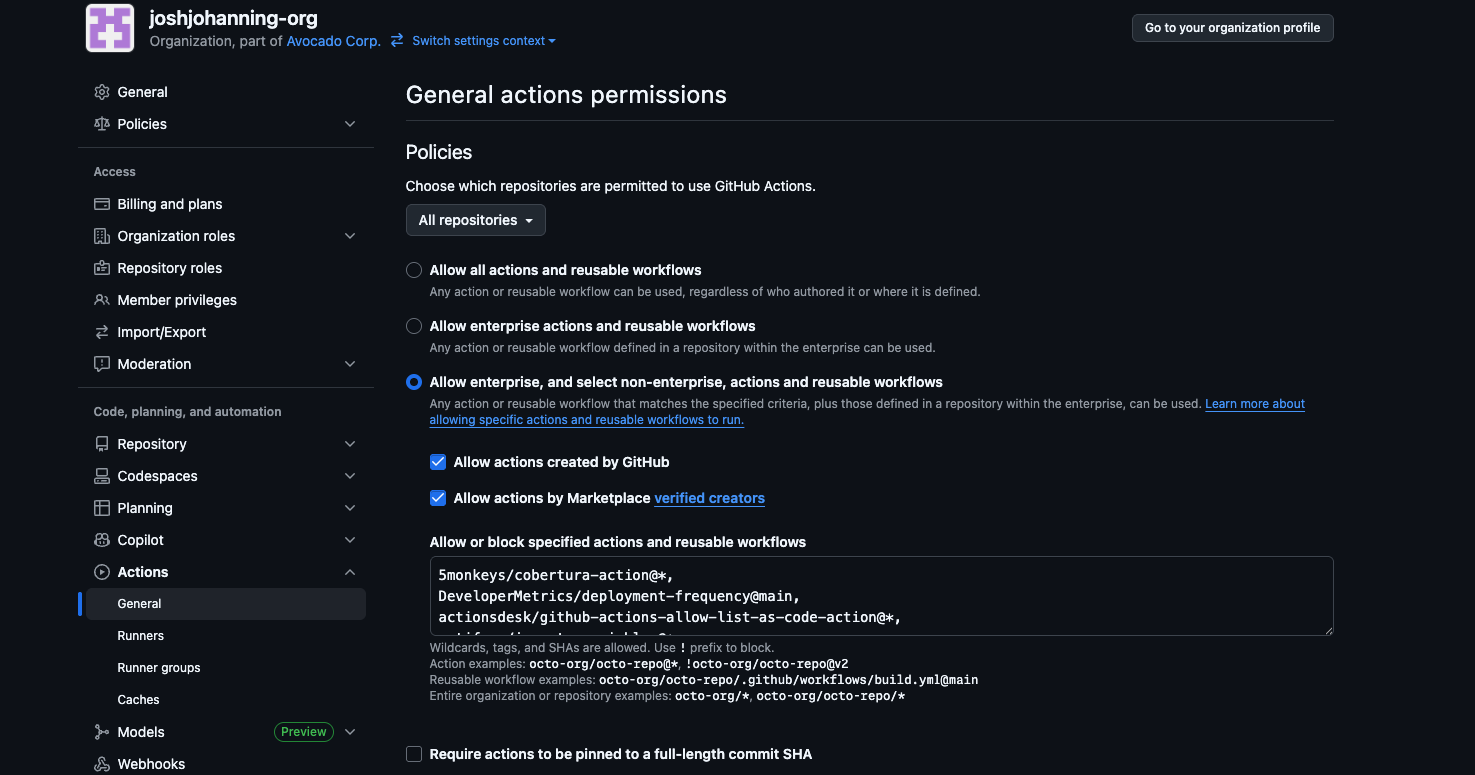 joshjohanning-org
Organization, part of Avocado Corp. Switch settings context
Go to your organization profile
General
Policies
Access
Billing and plans
Organization roles
Repository roles
Member privileges
Import/Export
Moderation
Code, planning, and automation
Repository
Codespaces
Planning
Copilot
Actions
General
Runners
Runner groups
Caches
Models Preview
Webhooks
General actions permissions
Policies
Choose which repositories are permitted to use GitHub Actions.
All repositories
Allow all actions and reusable workflows
Any action or reusable workflow can be used, regardless of who authored it or where it is defined.
Allow enterprise actions and reusable workflows
Any action or reusable workflow defined in a repository within the enterprise can be used.
Allow enterprise, and select non-enterprise, actions and reusable workflows
Any action or reusable workflow that matches the specified criteria, plus those defined in a repository within the enterprise, can be used. Learn more about
allowing specific actions and reusable workflows to run.
Allow actions created by GitHub
Allow actions by Marketplace verified creators
Allow or block specified actions and reusable workflows
5monkeys/cobertura-action@*,
DeveloperMetrics/deployment-frequency@main,
actionsdesk/github-actions-allow-list-as-code-action@*,
Wildcards, tags, and SHAs are allowed. Use ! prefix to block.
Action examples: octo-org/octo-repo@*, !octo-org/octo-repo@v2
Reusable workflow examples: octo-org/octo-repo/.github/workflows/build.yml@main
Entire organization or repository examples: octo-org/*, octo-org/octo-repo/*
Require actions to be pinned to a full-length commit SHA